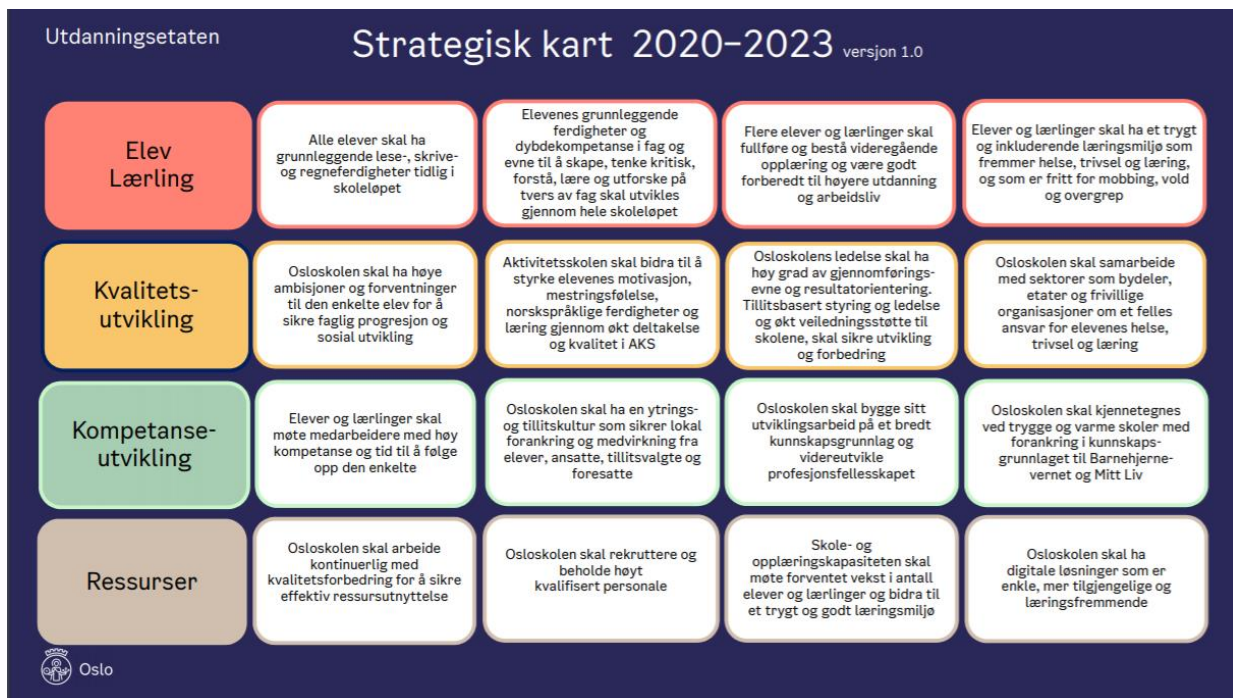 Utdanningsetaten
Strategisk kart 2020–2023 versjon 1.0
Elev
Læring
Alle elever skal ha
grunnleggende lese-, skrive-
og regneferdigheter tidlig i
skoleløpet
Elevenes grunnleggende
ferdigheter og
dybdekompetanse i fag og
evne til å skape, tenke kritisk,
forstå, lære og utforske på
tvers av fag skal utvikles
gjennom hele skoleløpet
Flere elever og lærlinger skal
fullføre og bestå videregående
opplæring og være godt
forberedt til høyere utdanning
og arbeidsliv
Elever og lærlinger skal ha et trygt
og inkluderende læringsmiljø som
fremmer helse, trivsel og læring,
og som er fritt for mobbing, vold
og overgrep
Kvalitets-
utvikling
Osloskolen skal ha høye
ambisjoner og forventninger
til den enkelte elev for å
sikre faglig progresjon og
sosial utvikling
Aktivitetsskolen skal bidra til å
styrke elevenes motivasjon,
mestringsfølelse,
norskspråklige ferdigheter og
læring gjennom økt deltakelse
og kvalitet i AKS
Osloskolens ledelse skal ha
høy grad av gjennomførings-
evne og resultatorientering.
Tillitsbasert styring og ledelse
og økt veiledningsstøtte til
skolene, skal sikre utvikling
og forbedring
Osloskolen skal samarbeide
med sektorer som bydeler,
etater og frivillige
organisasjoner om et felles
ansvar for elevenes helse,
trivsel og læring
Kompetanse-
utvikling
Elever og lærlinger skal
møte medarbeidere med høy
kompetanse og tid til å følge
opp den enkelte
Osloskolen skal ha en ytrings-
og tillitskultur som sikrer lokal
forankring og medvirkning fra
elever, ansatte, tillitsvalgte og
foresatte
Osloskolen skal bygge sitt
utviklingsarbeid på et bredt
kunnskapsgrunnlag og
videreutvikle
profesjonsfellesskapet
Osloskolen skal kjennetegnes
ved trygge og varme skoler med
forankring i kunnskaps-
grunnlaget til Barnehjerne-
vernet og Mitt Liv
Ressurser
Osloskolen skal arbeide
kontinuerlig med
kvalitetsforbedring for å sikre
effektiv ressursutnyttelse
Osloskolen skal rekruttere og
beholde høyt
kvalifisert personale
Skole- og
opplæringskapasiteten skal
møte forventet vekst i antall
elever og lærlinger og bidra til
et trygt og godt læringsmiljø
Osloskolen skal ha
digitale løsninger som er
enkle, mer tilgjengelige og
læringsfremmende
Oslo